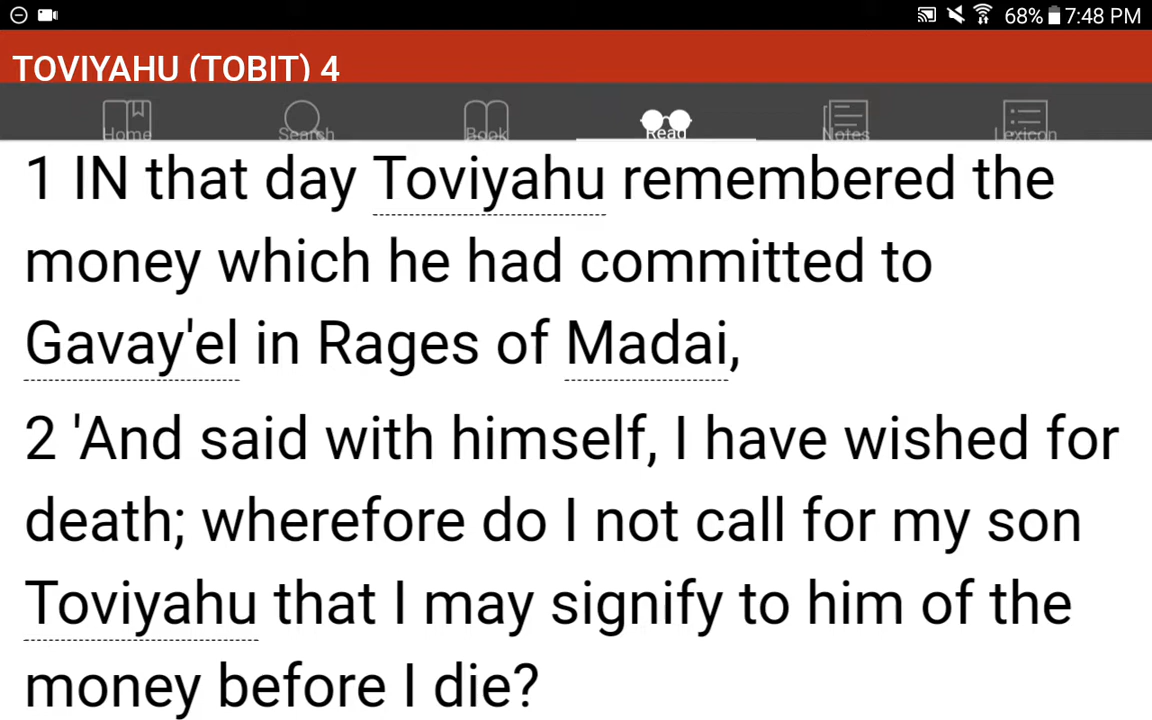 68% 7:48 PM
TOVIYAHU (TOBIT) 4
Home Search Book Read Notes Lexicon
1 IN that day Toviyahu remembered the
money which he had committed to
Gavay'el in Rages of Madai,
2 'And said with himself, I have wished for
death; wherefore do I not call for my son
Toviyahu that I may signify to him of the
money before I die?